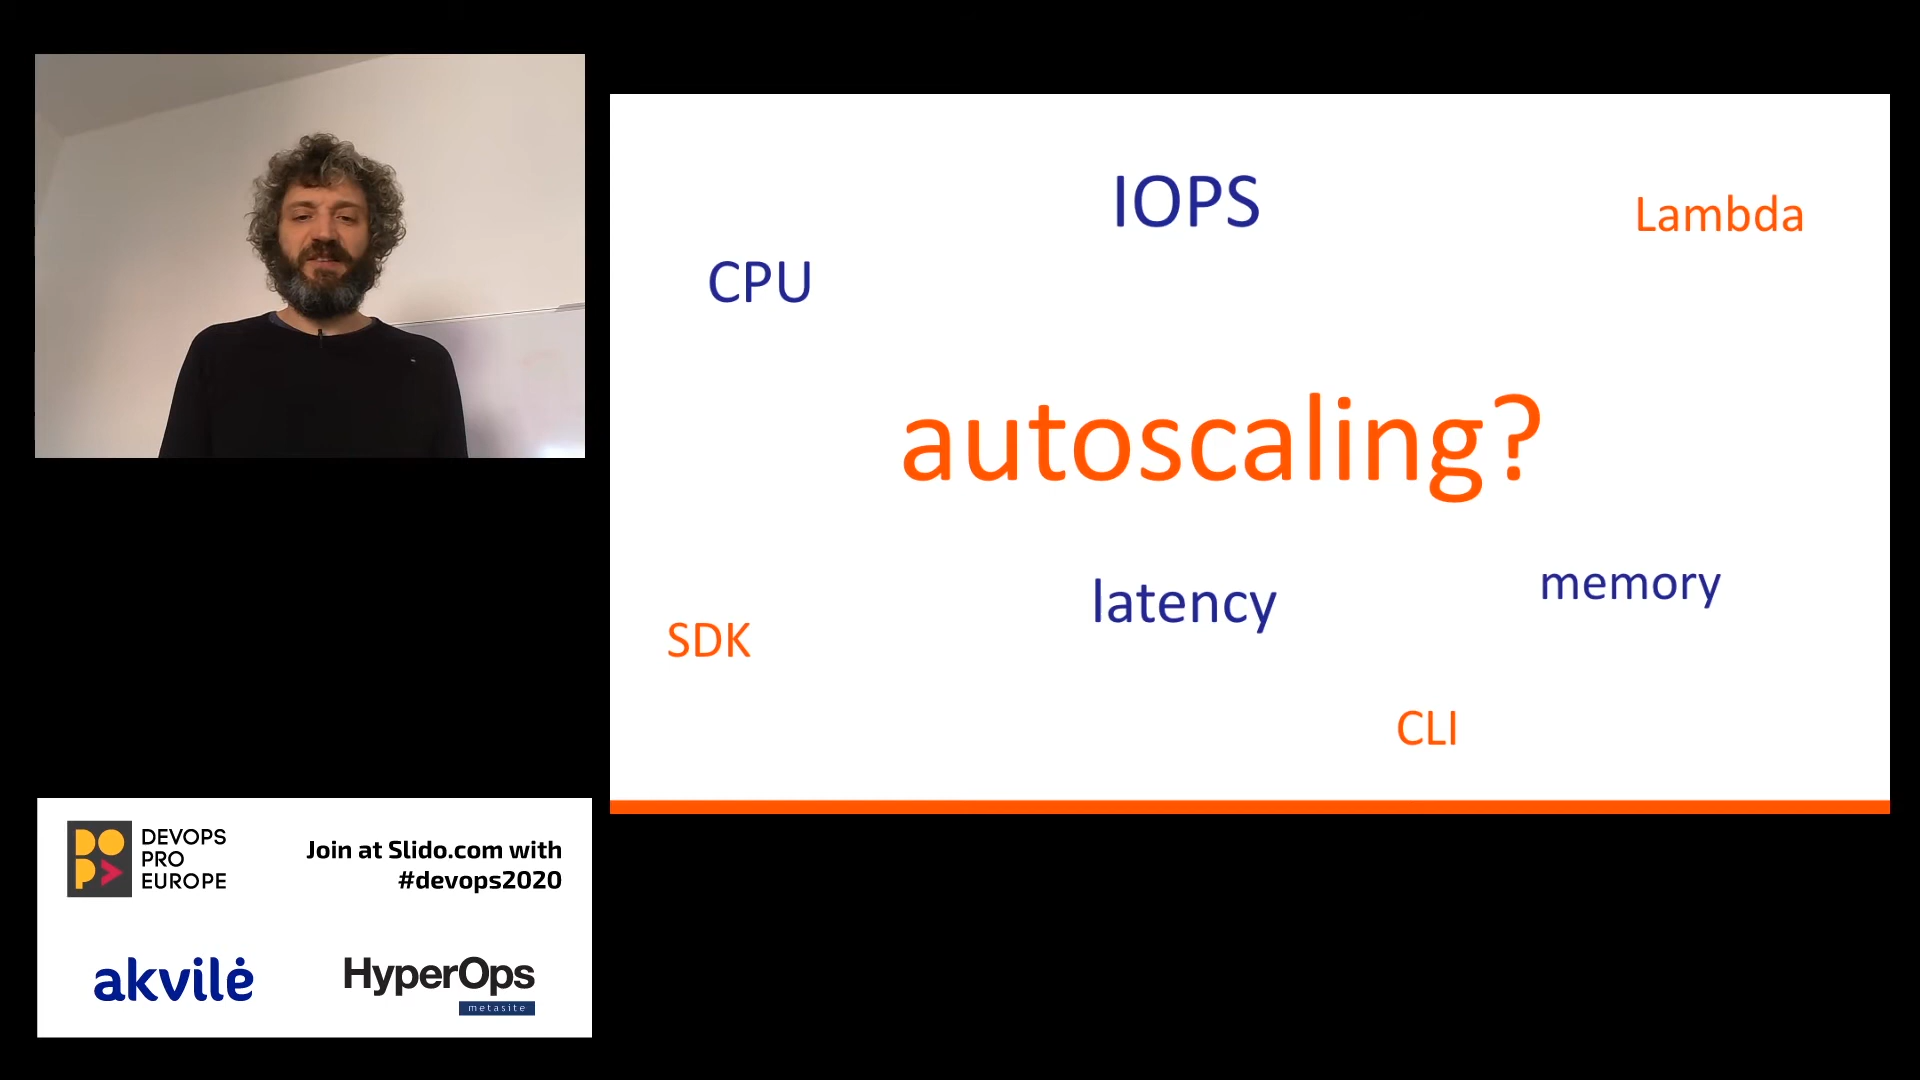 IOPS
Lambda
CPU
autoscaling?
latency
memory
SDK
CLI
DEVOPS
PRO
EUROPE
Join at Slido.com with
#devops2020
akvilė
HyperOps
metasite